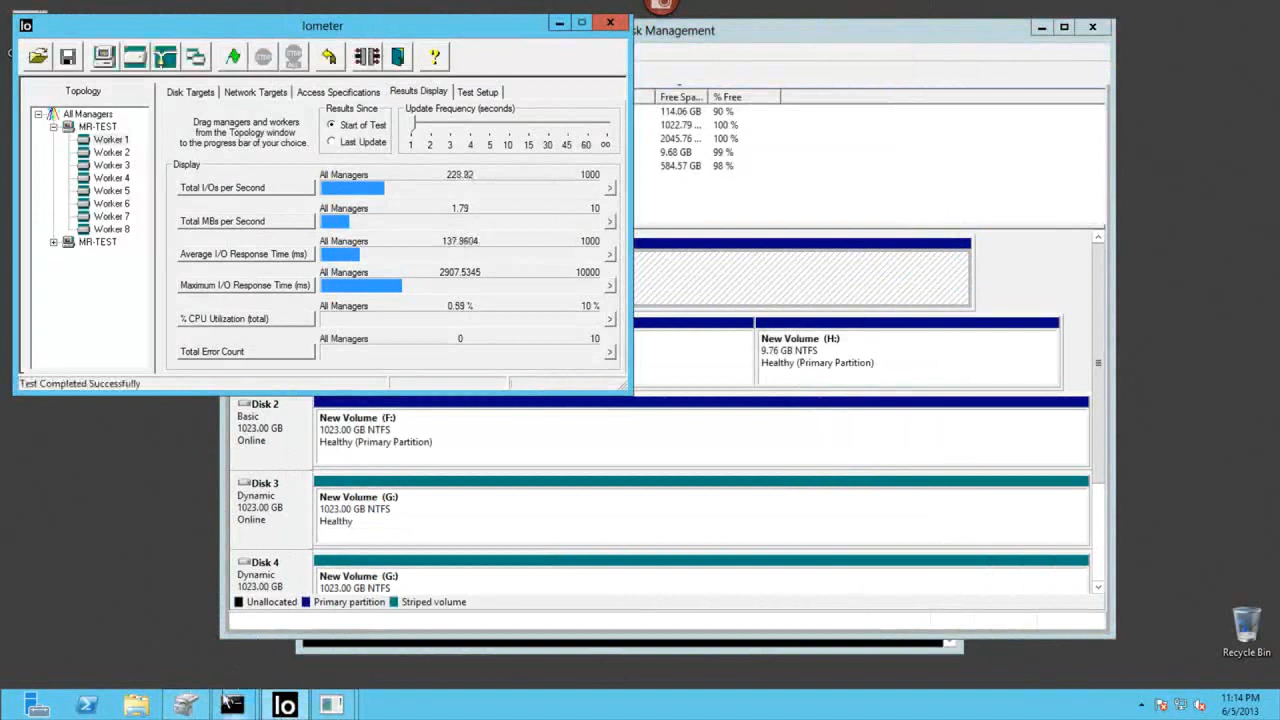 Io
Iometer
?
Topology
All Managers
MR-TEST
Worker 1
Worker 2
Worker 3
Worker 4
Worker 5
Worker 6
Worker 7
Worker 8
MR-TEST
Disk Targets
Network Targets
Access Specifications
Results Display
Test Setup
Drag managers and workers
from the Topology window
to the progress bar of your choice.
Results Since
Start of Test
Last Update
Update Frequency (seconds)
1 2 3 4 5 10 15 30 45 60 oo
Display
All Managers 229.92 1000
Total I/Os per Second >
All Managers 1.79 10
Total MBs per Second >
All Managers 137.9604 1000
Average I/O Response Time (ms) >
All Managers 2907.5345 10000
Maximum I/O Response Time (ms) >
All Managers 0.59 % 10 %
% CPU Utilization (total) >
All Managers 0 10
Total Error Count >
Test Completed Successfully
sk Management
Free Spa... % Free
114.06 GB 90 %
1022.79 ... 100 %
2045.76 ... 100 %
9.68 GB 99 %
584.57 GB 98 %
New Volume (H:)
9.76 GB NTFS
Healthy (Primary Partition)
Disk 2
Basic
1023.00 GB
Online
New Volume (F:)
1023.00 GB NTFS
Healthy (Primary Partition)
Disk 3
Dynamic
1023.00 GB
Online
New Volume (G:)
1023.00 GB NTFS
Healthy
Disk 4
Dynamic
1023.00 GB
New Volume (G:)
1023.00 GB NTFS
Unallocated Primary partition Striped volume
Recycle Bin
Io
11:14 PM
6/5/2013